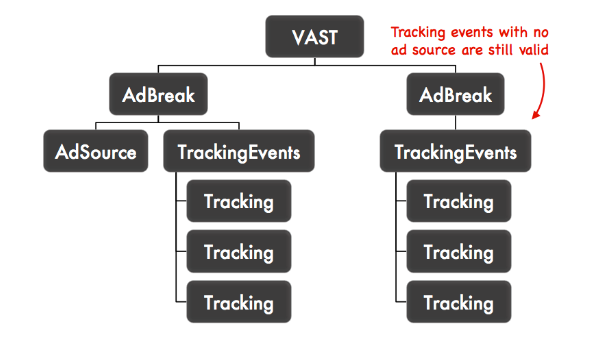 VAST
Tracking events with no
ad source are still valid
AdBreak
AdBreak
AdSource
TrackingEvents
TrackingEvents
Tracking
Tracking
Tracking
Tracking
Tracking
Tracking